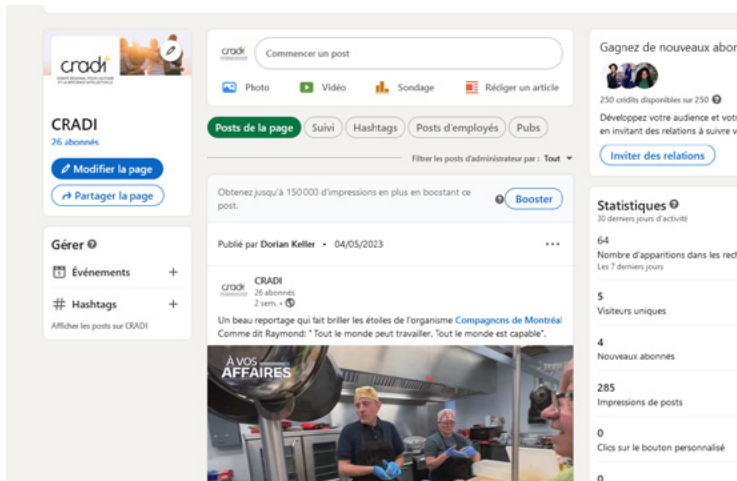 cradi
COMITÉ RÉGIONAL POUR L'AUTISME
ET LA DÉFICIENCE INTELLECTUELLE
CRADI
26 abonnés
Modifier la page
Partager la page
Gérer
Événements +
Hashtags +
Afficher les posts sur CRADI
cradi
Commencer un post
Photo Vidéo Sondage Rédiger un article
Posts de la page Suivi Hashtags Posts d'employés Pubs
Filtrer les posts d'administrateur par : Tout
Obtenez jusqu'à 150 000 d'impressions en plus en boostant ce
post.
Booster
Publié par Dorian Keller • 04/05/2023
cradi
CRADI
26 abonnés
2 sem. •
Un beau reportage qui fait briller les étoiles de l'organisme Compagnons de Montréal
Comme dit Raymond: " Tout le monde peut travailler. Tout le monde est capable".
À VOS
AFFAIRES
Gagnez de nouveaux abon
250 crédits disponibles sur 250
Développez votre audience et votr
en invitant des relations à suivre v
Inviter des relations
Statistiques
30 derniers jours d'activité
64
Nombre d'apparitions dans les rech
Les 7 derniers jours
5
Visiteurs uniques
4
Nouveaux abonnés
285
Impressions de posts
0
Clics sur le bouton personnalisé
0